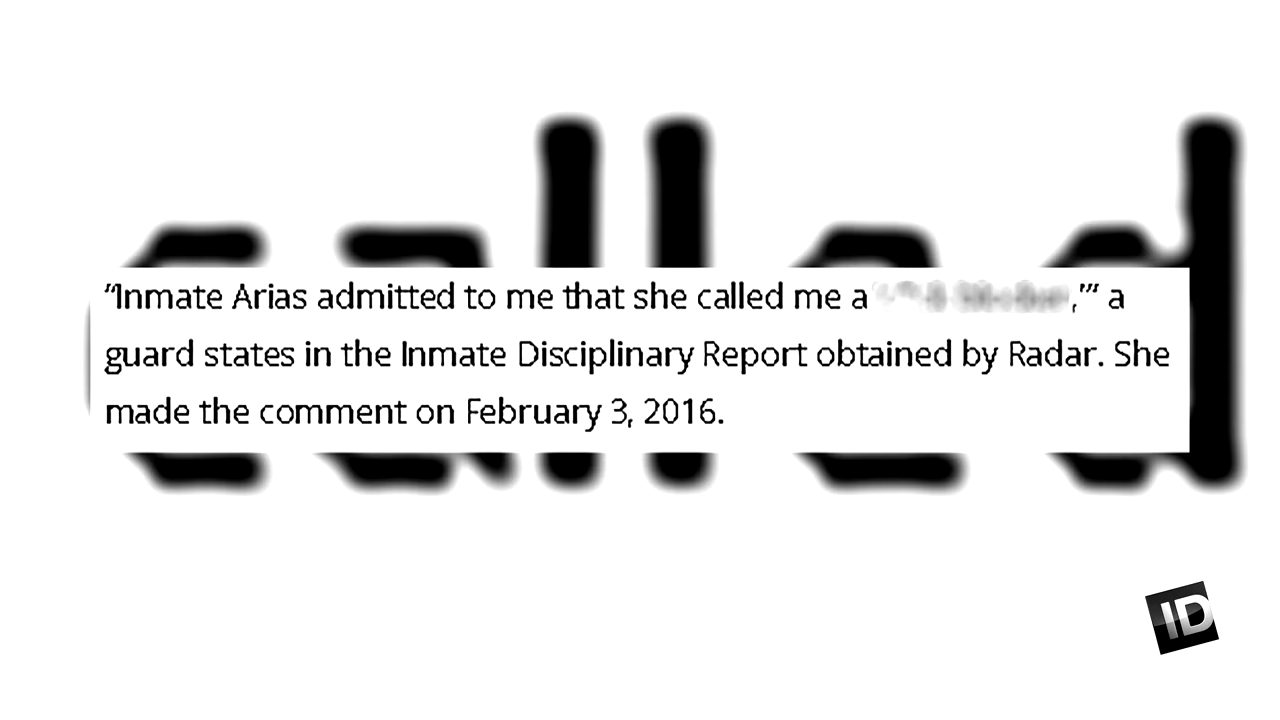 called
“Inmate Arias admitted to me that she called me a ,’” a
guard states in the Inmate Disciplinary Report obtained by Radar. She
made the comment on February 3, 2016.
ID